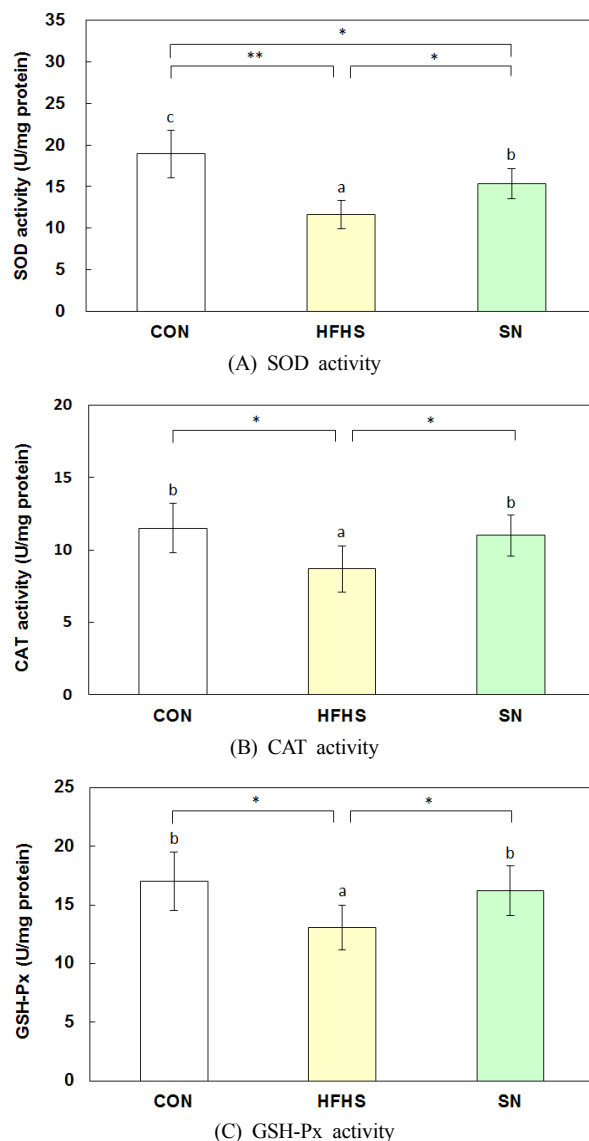 35
30
25
20
15
10
5
0
SOD activity (U/mg protein)
*
**
*
c
a
b
CON HFHS SN
(A) SOD activity
20
15
10
5
0
CAT activity (U/mg protein)
*
*
b
a
b
CON HFHS SN
(B) CAT activity
25
20
15
10
5
0
GSH-Px (U/mg protein)
*
*
b
a
b
CON HFHS SN
(C) GSH-Px activity